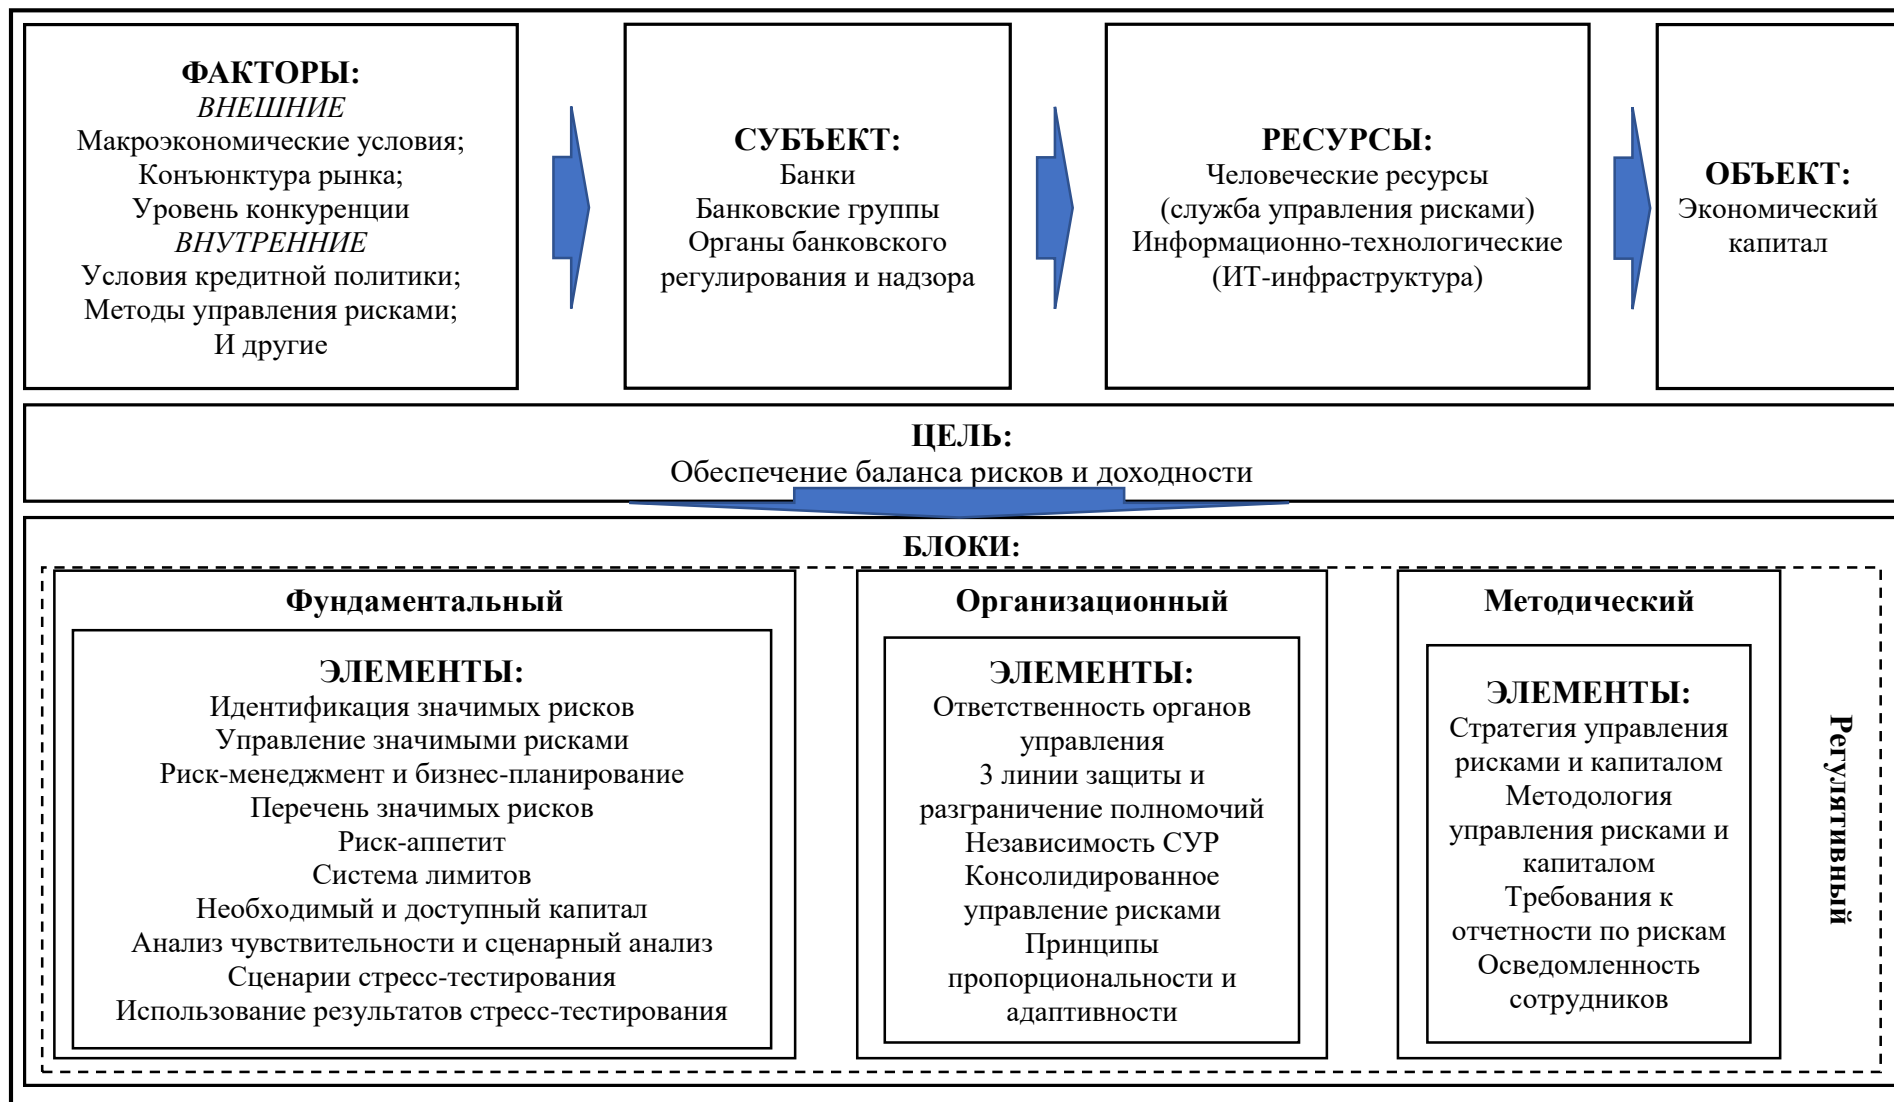 ФАКТОРЫ:
ВНЕШНИЕ
Макроэкономические условия;
Конъюнктура рынка;
Уровень конкуренции
ВНУТРЕННИЕ
Условия кредитной политики;
Методы управления рисками;
И другие
СУБЪЕКТ:
Банки
Банковские группы
Органы банковского
регулирования и надзора
РЕСУРСЫ:
Человеческие ресурсы
(служба управления рисками)
Информационно-технологические
(ИТ-инфраструктура)
ОБЪЕКТ:
Экономический
капитал
ЦЕЛЬ:
Обеспечение баланса рисков и доходности
БЛОКИ:
Фундаментальный
ЭЛЕМЕНТЫ:
Идентификация значимых рисков
Управление значимыми рисками
Риск-менеджмент и бизнес-планирование
Перечень значимых рисков
Риск-аппетит
Система лимитов
Необходимый и доступный капитал
Анализ чувствительности и сценарный анализ
Сценарии стресс-тестирования
Использование результатов стресс-тестирования
Организационный
ЭЛЕМЕНТЫ:
Ответственность органов
управления
3 линии защиты и
разграничение полномочий
Независимость СУР
Консолидированное
управление рисками
Принципы
пропорциональности и
адаптивности
Методический
ЭЛЕМЕНТЫ:
Стратегия управления
рисками и капиталом
Методология
управления рисками и
капиталом
Требования к
отчетности по рискам
Осведомленность
сотрудников
Регулятивный